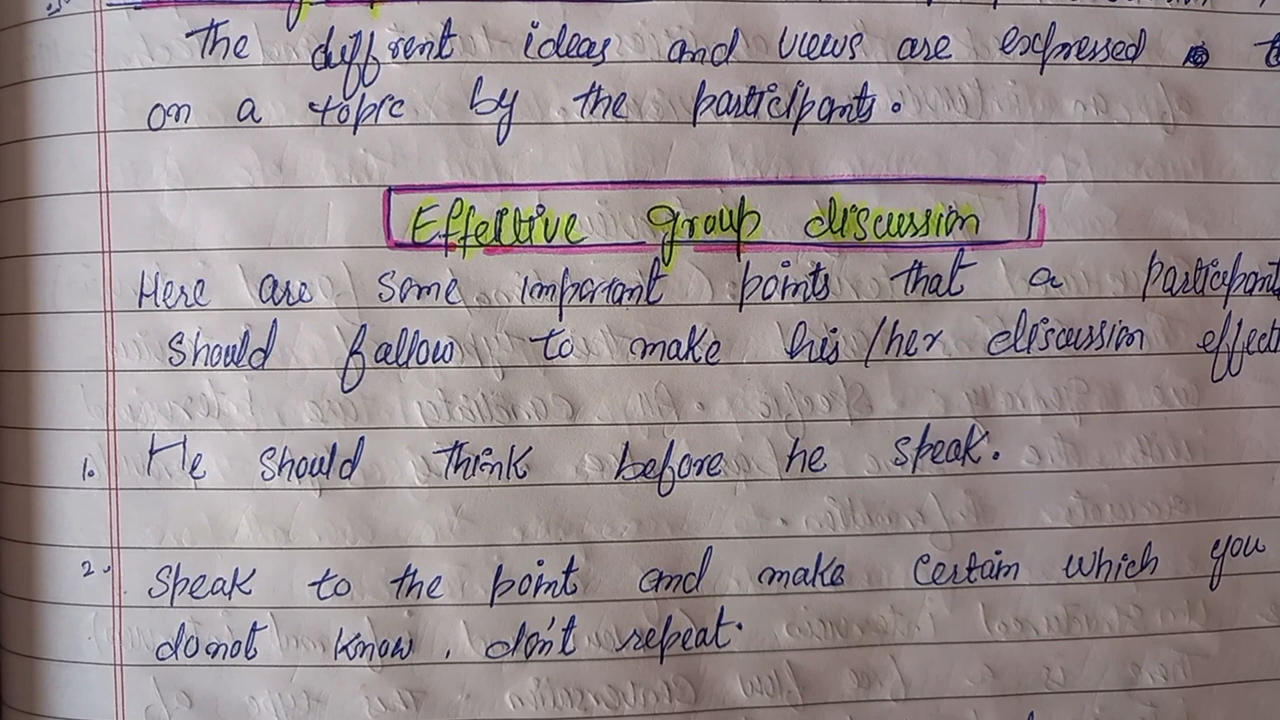 The different ideas and views are expressed
on a topic by the participants.
Effective group discussion
Here are some important points that a participant
should fallow to make his/her discussion effect
1. He should think before he speak.
2. speak to the point and make certain which you
donot know, don't repeat.